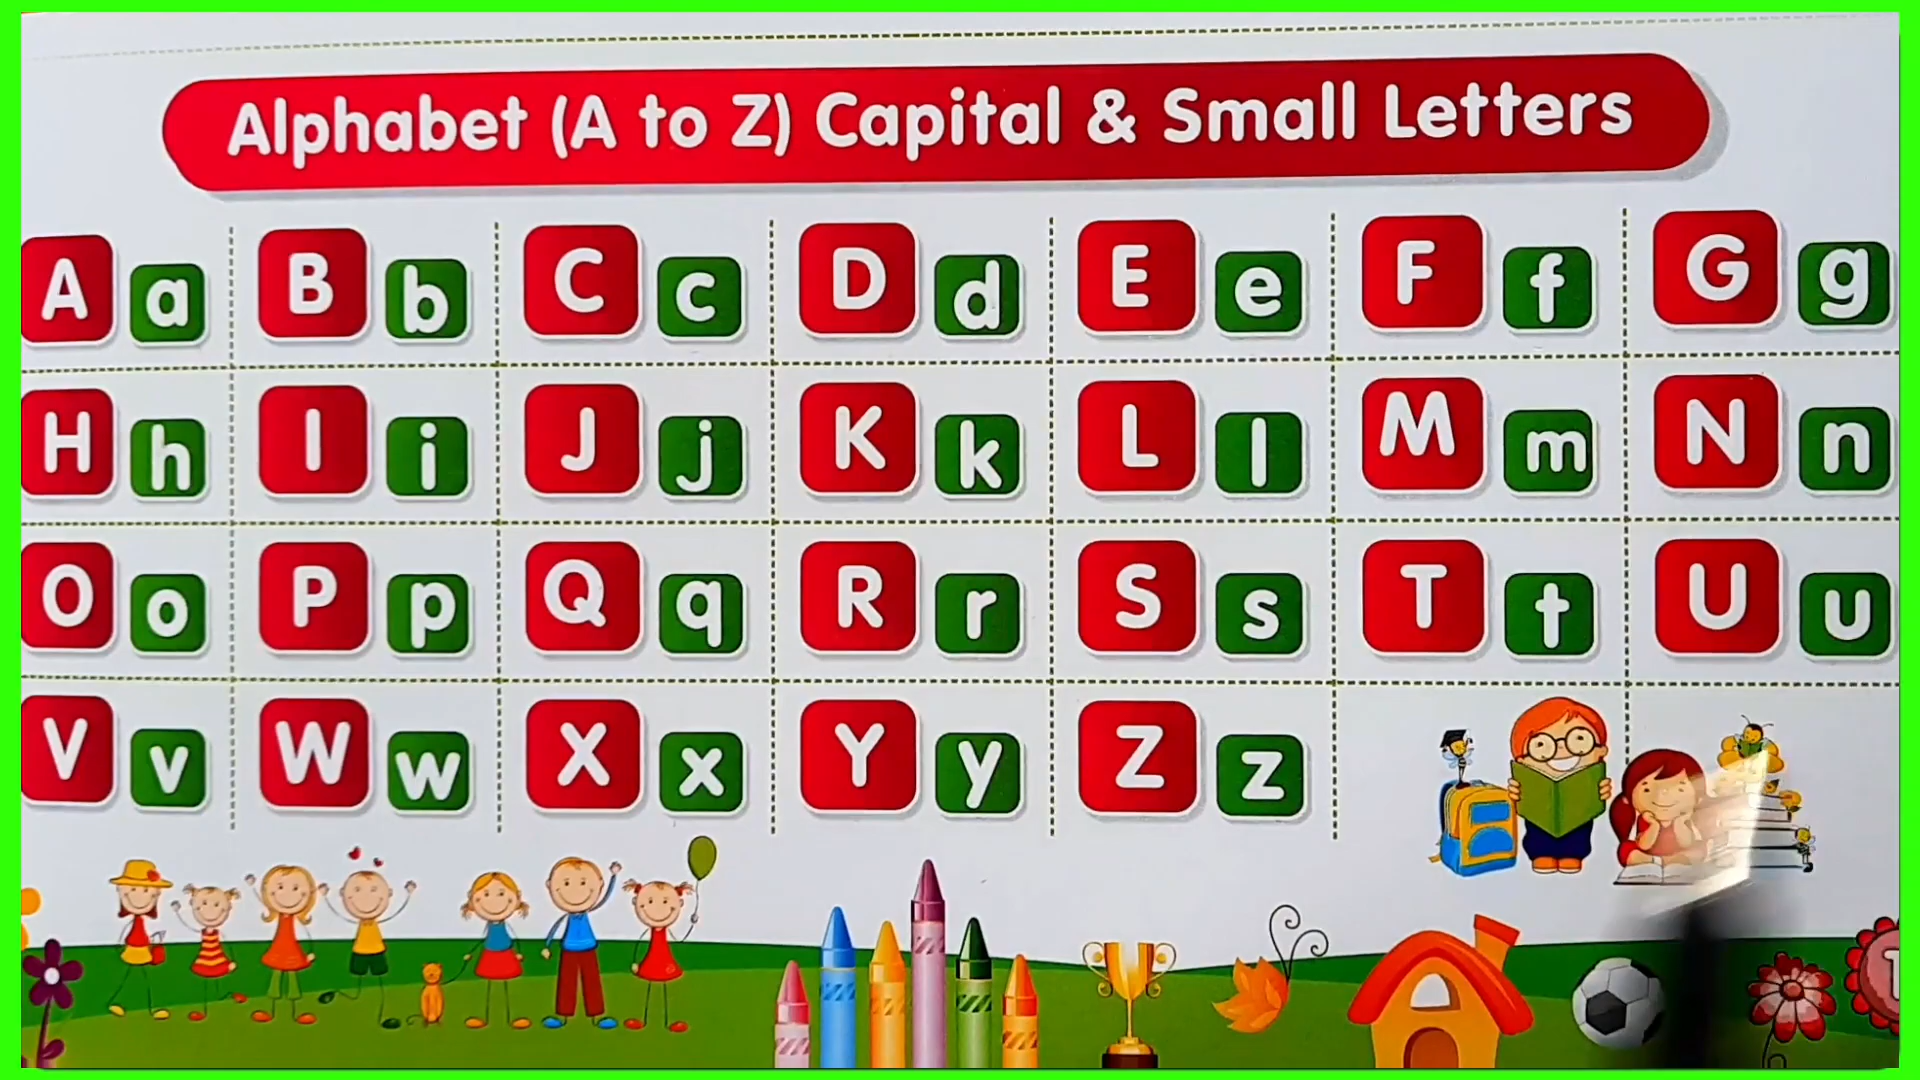 Alphabet (A to Z) Capital & Small Letters
A a B b C c D d E e F f G g
H h I i J j K k L l M m N n
O o P p Q q R r S s T t U u
V v W w X x Y y Z z